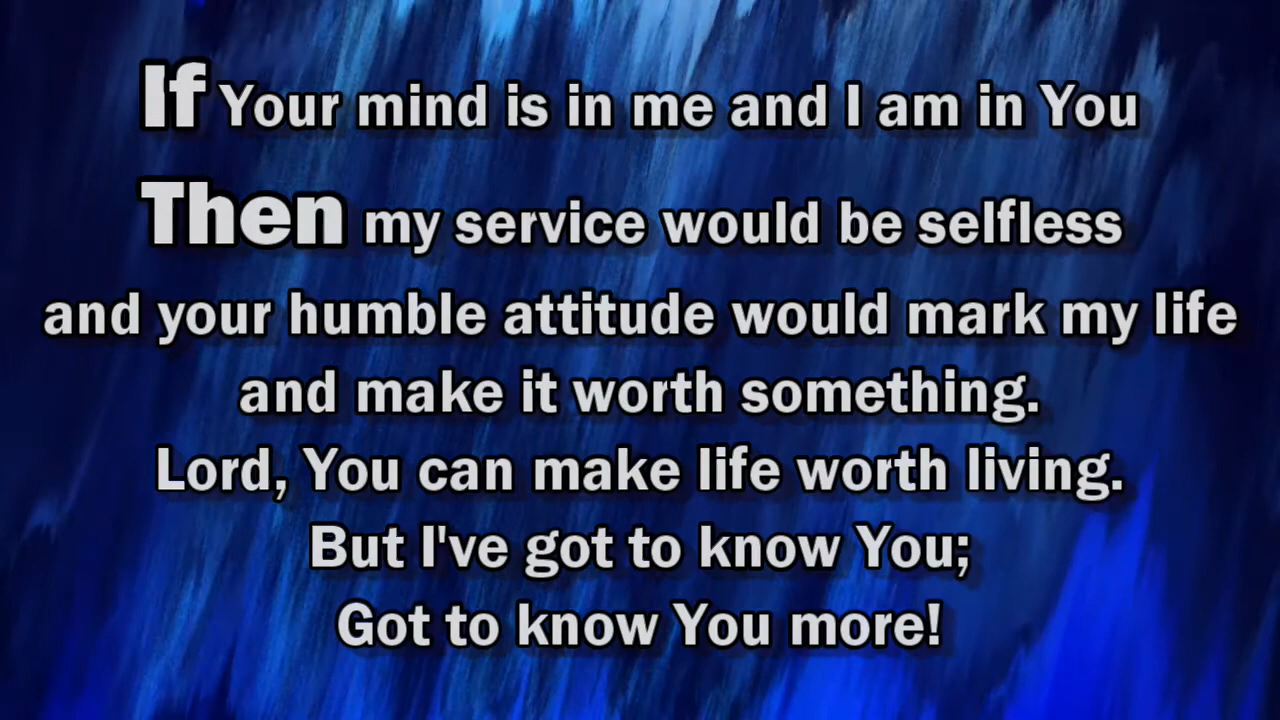 If Your mind is in me and I am in You
Then my service would be selfless
and your humble attitude would mark my life
and make it worth something.
Lord, You can make life worth living.
But I've got to know You;
Got to know You more!